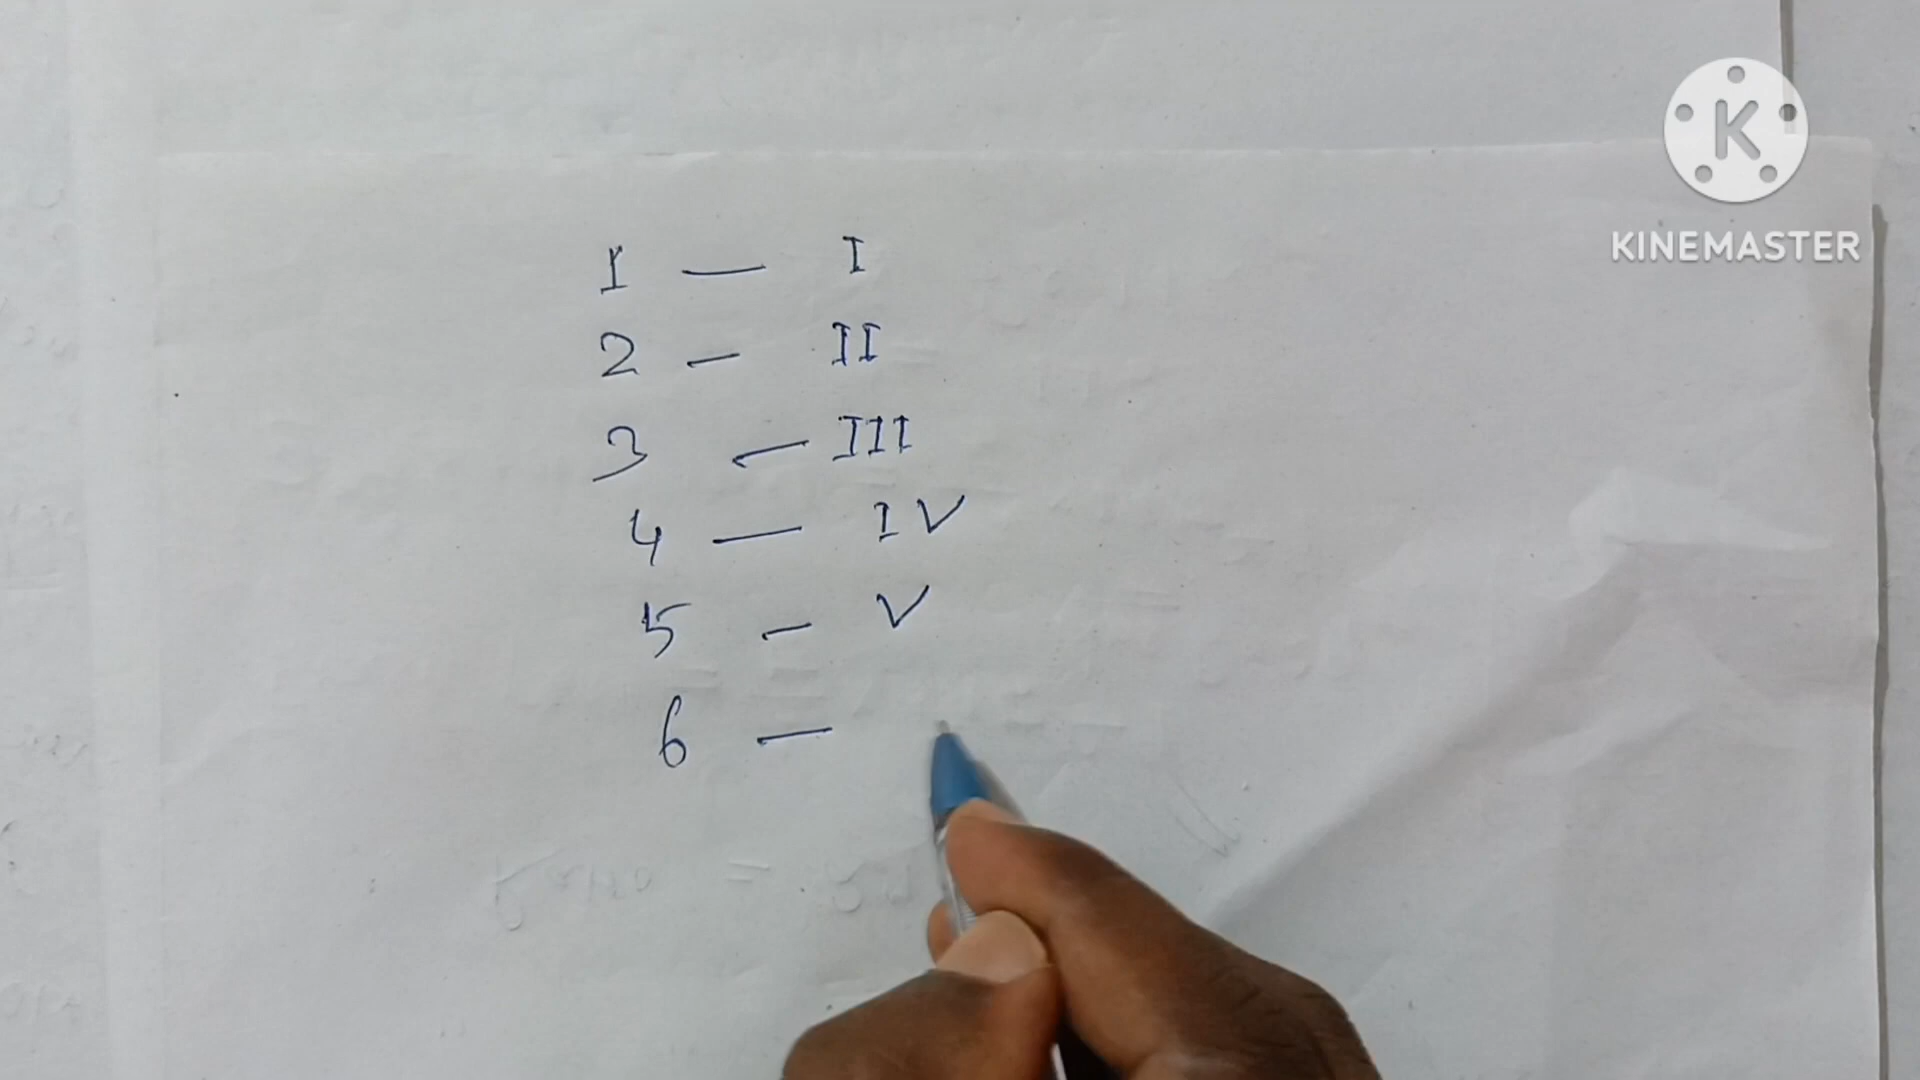 KINEMASTER
1 — I
2 – II
3 — III
4 — IV
5 – V
6 —